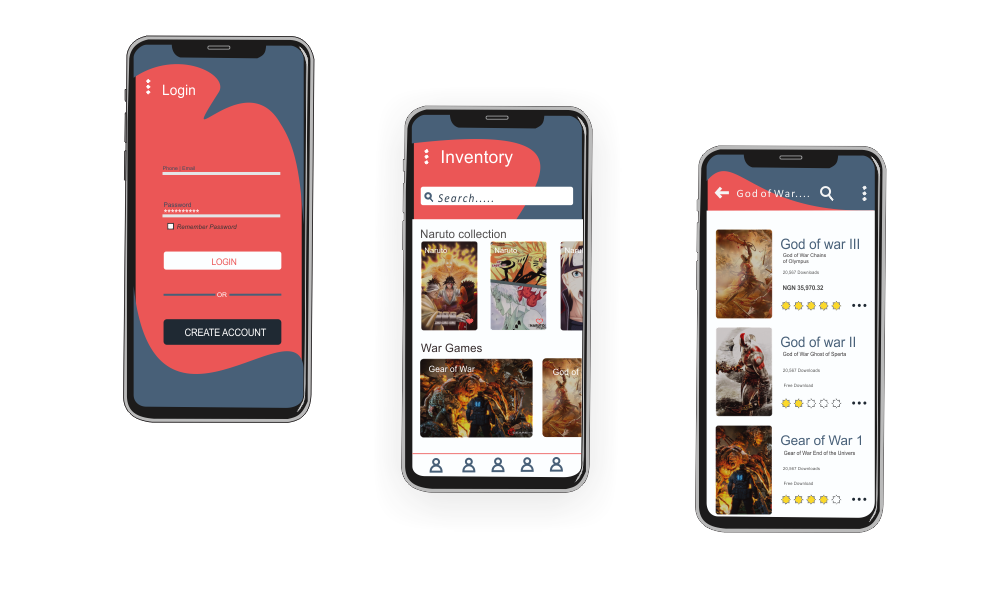 Login
Phone / Email
Password
**********
Remember Password
LOGIN
OR
CREATE ACCOUNT
Inventory
Search.....
Naruto collection
Naruto
Naruto
Naru
War Games
Gear of War
God of
God of War....
God of war III
God of War Chains
of Olympus
20,567 Downloads
NGN 35,970.32
God of war II
God of War Ghost of Sperta
20,567 Downloads
Free Download
Gear of War 1
Gear of War End of the Univers
20,567 Downloads
Free Download